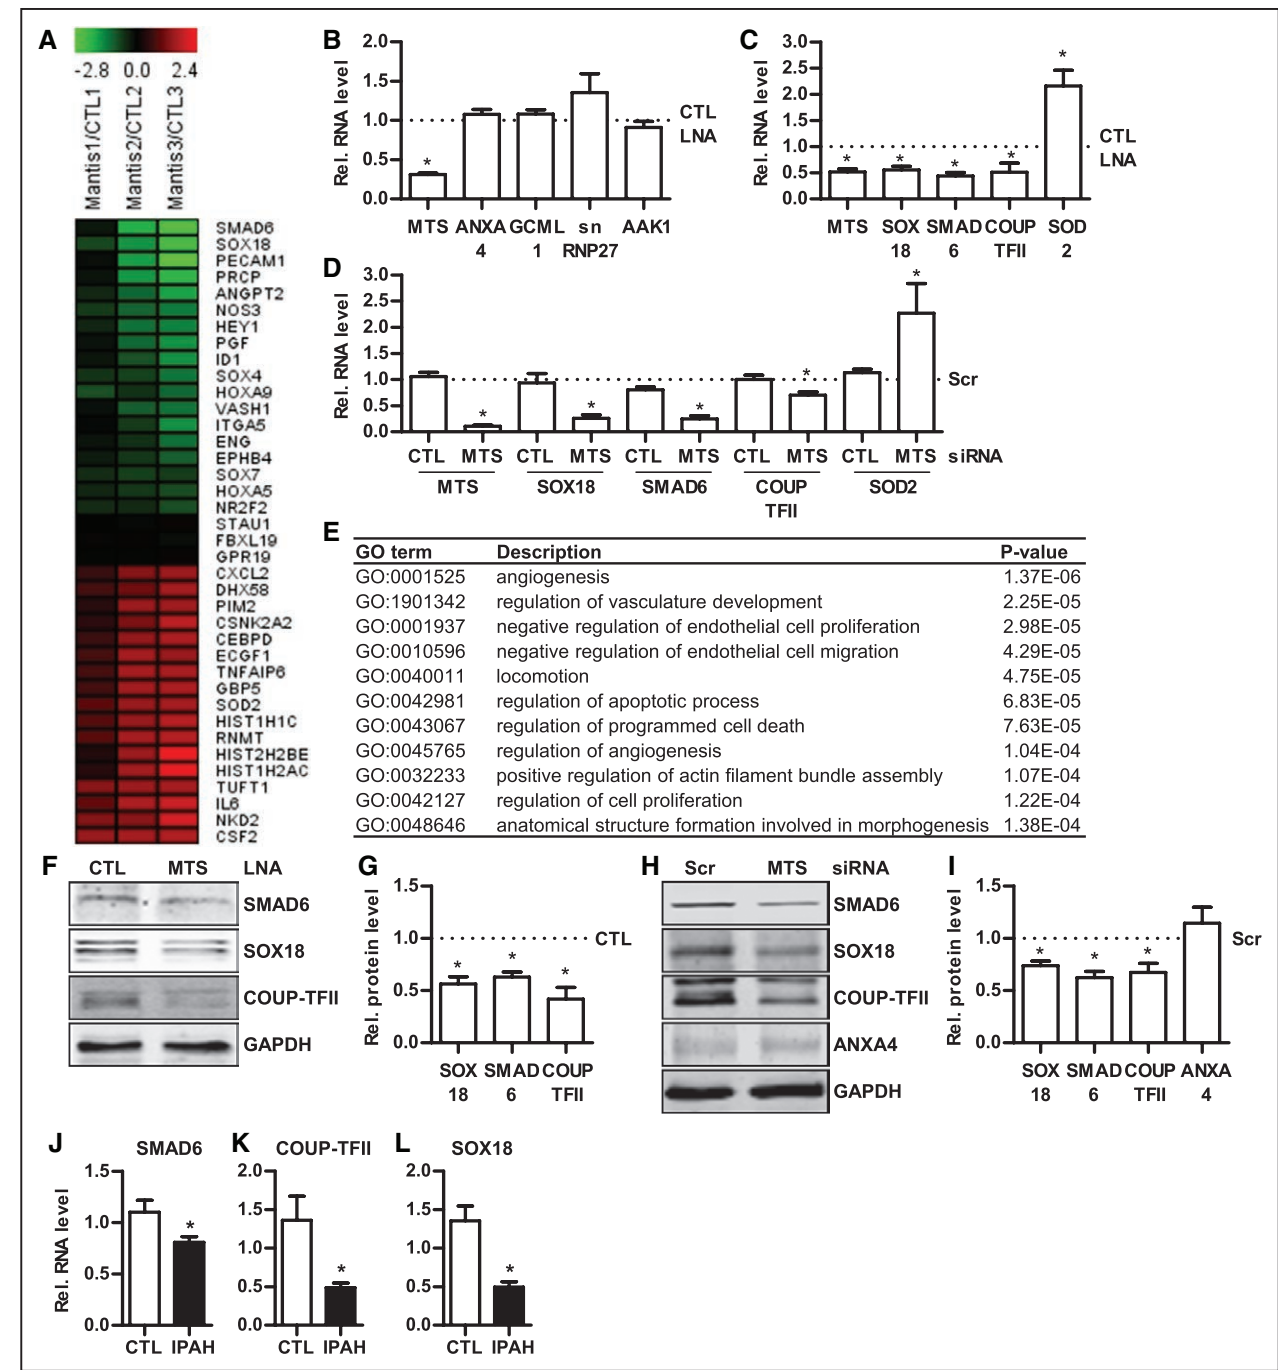 A
-2.8 0.0 2.4
Mantis1/CTL1
Mantis2/CTL2
Mantis3/CTL3
SMAD6
SOX18
PECAM1
PRCP
ANGPT2
NOS3
HEY1
PGF
ID1
SOX4
HOXA9
VASH1
ITGA5
ENG
EPHB4
SOX7
HOXA5
NR2F2
STAU1
FBXL19
GPR19
CXCL2
DHX58
PIM2
CSNK2A2
CEBPD
ECGF1
TNFAIP6
GBP5
SOD2
HIST1H1C
RNMT
HIST2H2BE
HIST1H2AC
TUFT1
IL6
NKD2
CSF2
B
Rel. RNA level
2.0
1.5
1.0
0.5
0.0
*
CTL
LNA
MTS ANXA GCML sn AAK1
4 1 RNP27
C
Rel. RNA level
3.0
2.5
2.0
1.5
1.0
0.5
0.0
* * * * *
CTL
LNA
MTS SOX SMAD COUP SOD
18 6 TFII 2
D
Rel. RNA level
3.0
2.5
2.0
1.5
1.0
0.5
0.0
* * * * *
Scr
CTL MTS CTL MTS CTL MTS CTL MTS CTL MTS siRNA
MTS SOX18 SMAD6 COUP SOD2
TFII
E
GO term Description P-value
GO:0001525 angiogenesis 1.37E-06
GO:1901342 regulation of vasculature development 2.25E-05
GO:0001937 negative regulation of endothelial cell proliferation 2.98E-05
GO:0010596 negative regulation of endothelial cell migration 4.29E-05
GO:0040011 locomotion 4.75E-05
GO:0042981 regulation of apoptotic process 6.83E-05
GO:0043067 regulation of programmed cell death 7.63E-05
GO:0045765 regulation of angiogenesis 1.04E-04
GO:0032233 positive regulation of actin filament bundle assembly 1.07E-04
GO:0042127 regulation of cell proliferation 1.22E-04
GO:0048646 anatomical structure formation involved in morphogenesis 1.38E-04
F
CTL MTS LNA
SMAD6
SOX18
COUP-TFII
GAPDH
G
Rel. protein level
1.5
1.0
0.5
0.0
* * *
CTL
SOX SMAD COUP
18 6 TFII
H
Scr MTS siRNA
SMAD6
SOX18
COUP-TFII
ANXA4
GAPDH
I
Rel. protein level
1.5
1.0
0.5
0.0
* * *
Scr
SOX SMAD COUP ANXA
18 6 TFII 4
J
SMAD6
Rel. RNA level
1.5
1.0
0.5
0.0
*
CTL IPAH
K
COUP-TFII
2.0
1.5
1.0
0.5
0.0
*
CTL IPAH
L
SOX18
2.0
1.5
1.0
0.5
0.0
*
CTL IPAH